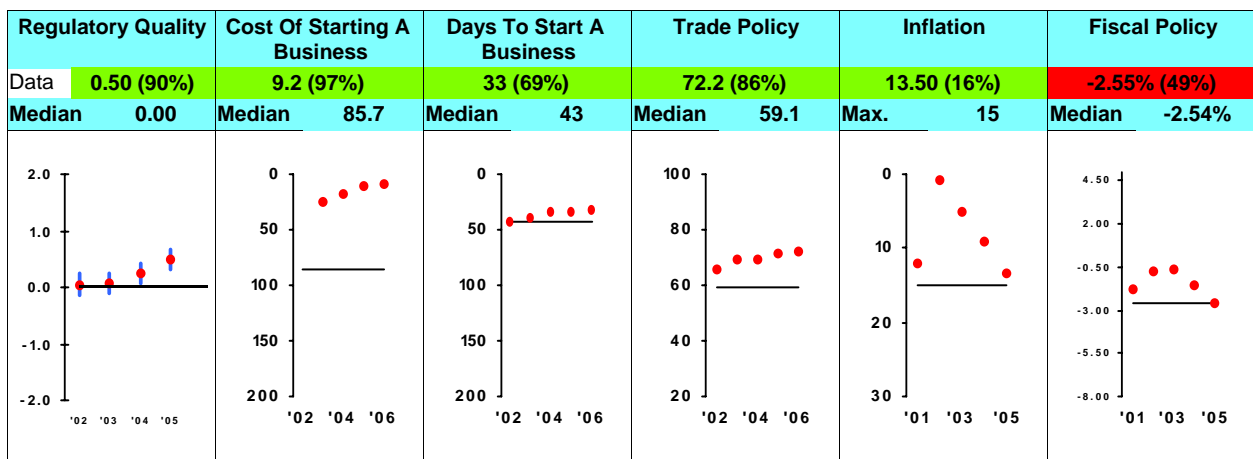 Regulatory Quality
Cost Of Starting A
Business
Days To Start A
Business
Trade Policy
Inflation
Fiscal Policy
Data 0.50 (90%)
9.2 (97%)
33 (69%)
72.2 (86%)
13.50 (16%)
-2.55% (49%)
Median 0.00
Median 85.7
Median 43
Median 59.1
Max. 15
Median -2.54%
2.0
1.0
0.0
-1.0
-2.0
'02 '03 '04 '05
0
50
100
150
200
'02 '04 '06
0
50
100
150
200
'02 '04 '06
100
80
60
40
20
'02 '04 '06
0
10
20
30
'01 '03 '05
4.50
2.00
-0.50
-3.00
-5.50
-8.00
'01 '03 '05